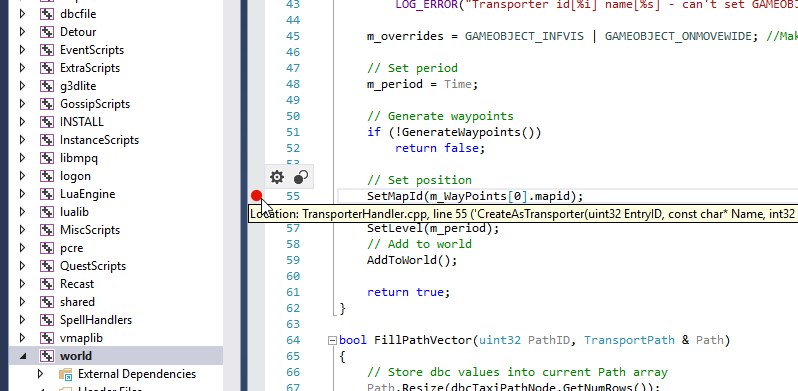 dbcfile
Detour
EventScripts
ExtraScripts
g3dlite
GossipScripts
INSTALL
InstanceScripts
libmpq
logon
LuaEngine
lualib
MiscScripts
pcre
QuestScripts
Recast
shared
SpellHandlers
vmaplib
world
External Dependencies
Header Files
43 LOG_ERROR("Transporter id[%i] name[%s] - can't set GAMEOBJ
44
45 m_overrides = GAMEOBJECT_INFVIS | GAMEOBJECT_ONMOVEWIDE; //Mak
46
47 // Set period
48 m_period = Time;
49
50 // Generate waypoints
51 if (!GenerateWaypoints())
52 return false;
53
54 // Set position
55 SetMapId(m_WayPoints[0].mapid);
Location: TransporterHandler.cpp, line 55 ('CreateAsTransporter(uint32 EntryID, const char* Name, int32
57 SetLevel(m_period);
58 // Add to world
59 AddToWorld();
60
61 return true;
62 }
63
64 bool FillPathVector(uint32 PathID, TransportPath & Path)
65 {
66 // Store dbc values into current Path array
67 Path.Resize(dbcTaxiPathNode.GetNumRows());